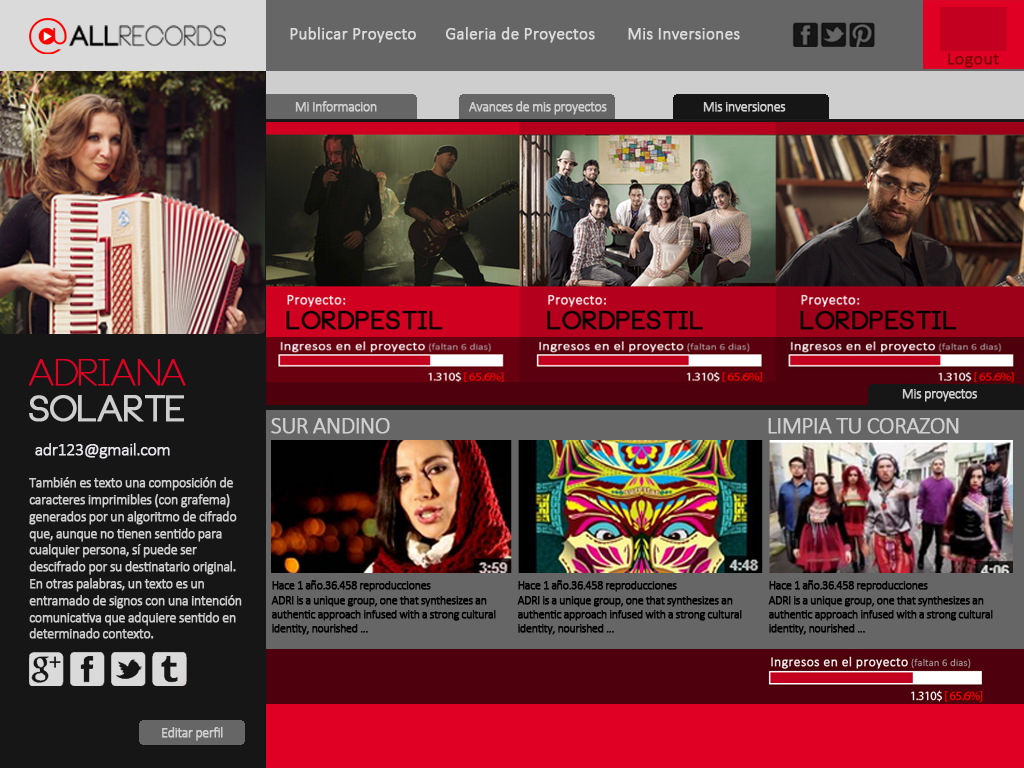 @ALLRECORDS
Publicar Proyecto
Galeria de Proyectos
Mis Inversiones
Logout
Mi Informacion
Avances de mis proyectos
Mis inversiones
Proyecto:
LORDPESTIL
Ingresos en el proyecto (faltan 6 dias)
1.310$ [65.6%]
Proyecto:
LORDPESTIL
Ingresos en el proyecto (faltan 6 dias)
1.310$ [65.6%]
Proyecto:
LORDPESTIL
Ingresos en el proyecto (faltan 6 dias)
1.310$ [65.6%]
ADRIANA
SOLARTE
adr123@gmail.com
También es texto una composición de
caracteres imprimibles (con grafema)
generados por un algoritmo de cifrado
que, aunque no tienen sentido para
cualquier persona, sí puede ser
descifrado por su destinatario original.
En otras palabras, un texto es un
entramado de signos con una intención
comunicativa que adquiere sentido en
determinado contexto.
g+ f t
Editar perfil
Mis proyectos
SUR ANDINO
3:59
Hace 1 año.36.458 reproducciones
ADRI is a unique group, one that synthesizes an
authentic approach infused with a strong cultural
identity, nourished ...
4:48
Hace 1 año.36.458 reproducciones
ADRI is a unique group, one that synthesizes an
authentic approach infused with a strong cultural
identity, nourished ...
LIMPIA TU CORAZON
4:06
Hace 1 año.36.458 reproducciones
ADRI is a unique group, one that synthesizes an
authentic approach infused with a strong cultural
identity, nourished ...
Ingresos en el proyecto (faltan 6 dias)
1.310$ [65.6%]